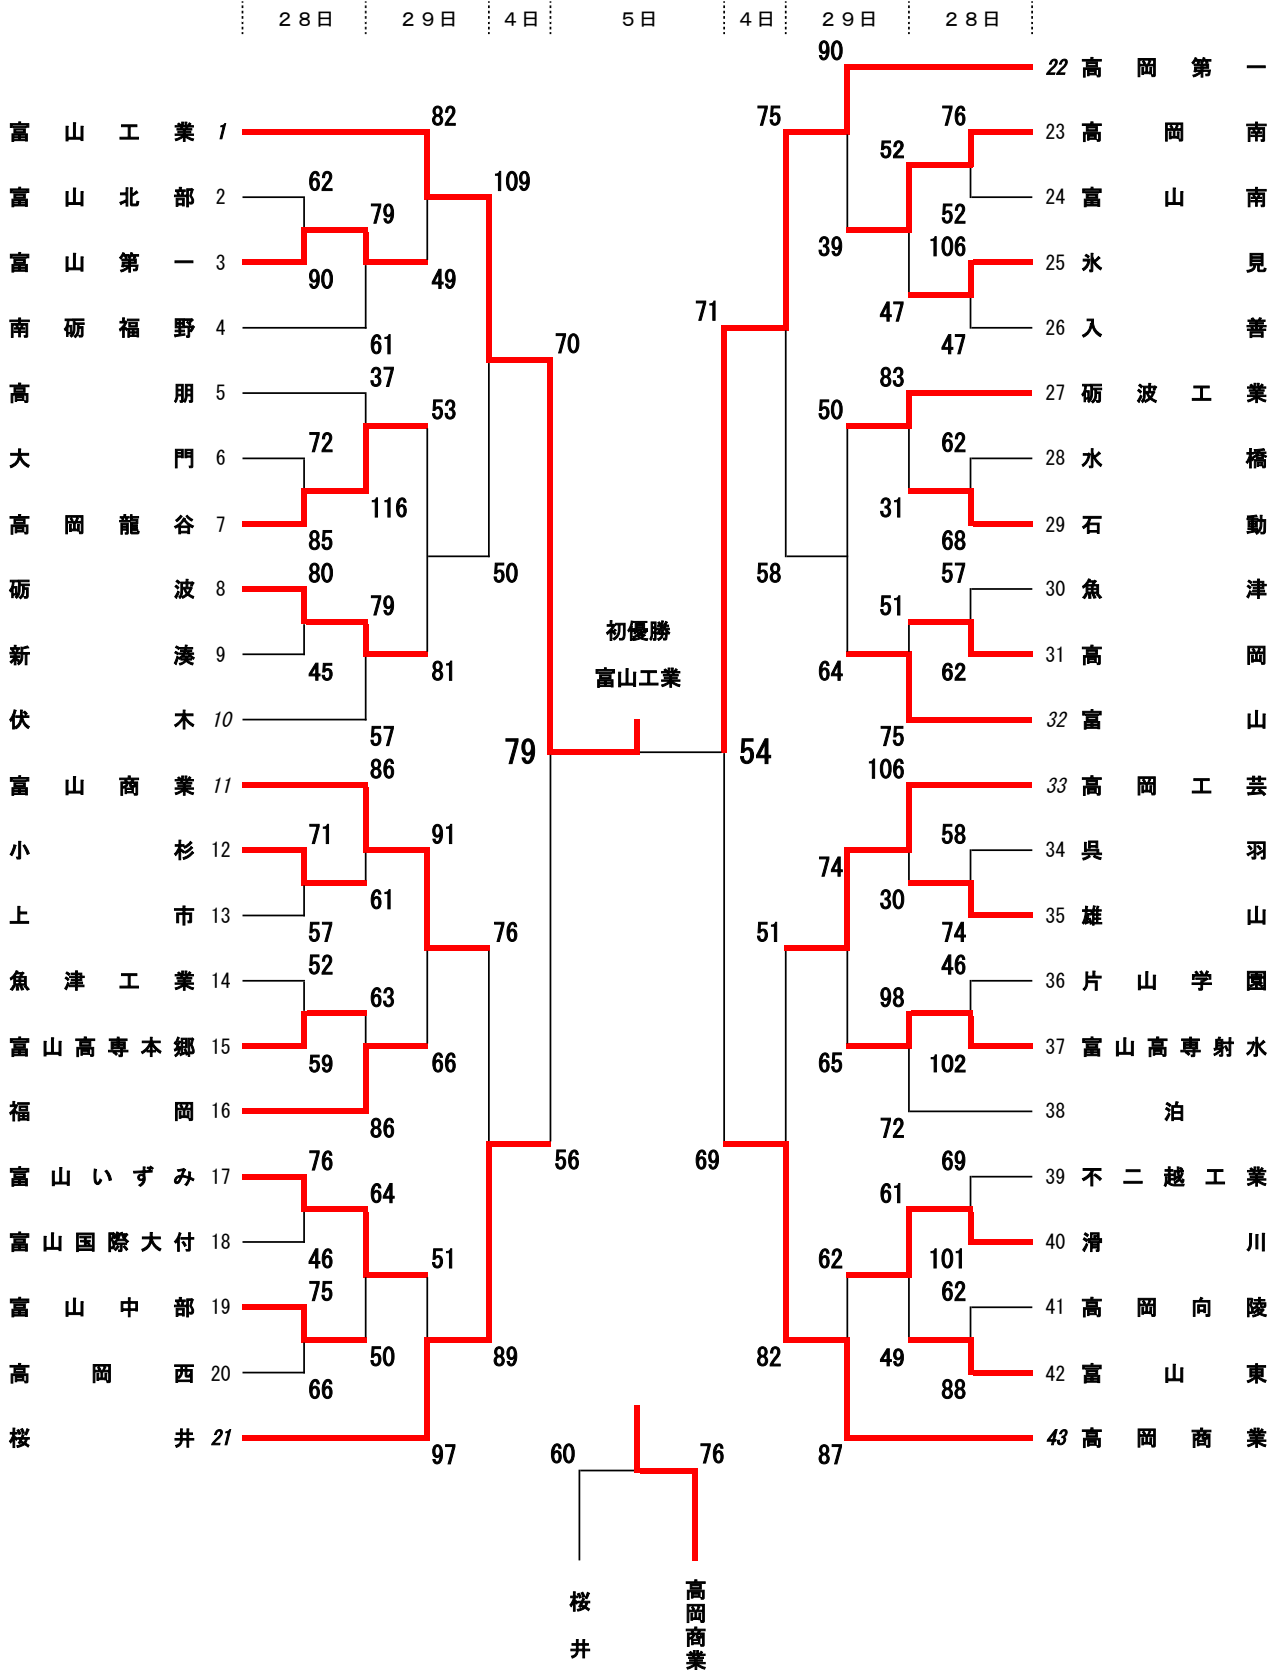 ２８日 ２９日 ４日 ５日 ４日 ２９日 ２８日
富山工業 1
富山北部 2
富山第一 3
南砺福野 4
高朋 5
大門 6
高岡龍谷 7
砺波 8
新湊 9
伏木 10
富山商業 11
小杉 12
上市 13
魚津工業 14
富山高専本郷 15
福岡 16
富山いずみ 17
富山国際大付 18
富山中部 19
高岡西 20
桜井 21
82
62
90
79
61
49
109
37
72
85
116
53
80
45
79
57
81
50
70
86
71
57
61
91
52
59
63
86
66
76
76
46
64
75
66
50
51
97
89
56
初優勝
富山工業
79
54
90
75
76
52
52
106
47
47
39
71
83
62
68
31
50
57
62
51
75
64
58
106
58
74
30
74
46
102
98
72
65
51
69
69
101
61
62
88
49
62
87
82
22 高岡第一
23 高岡南
24 富山南
25 氷見
26 入善
27 砺波工業
28 水橋
29 石動
30 魚津
31 高岡
32 富山
33 高岡工芸
34 呉羽
35 雄山
36 片山学園
37 富山高専射水
38 泊
39 不二越工業
40 滑川
41 高岡向陵
42 富山東
43 高岡商業
60 76
桜井
高岡商業